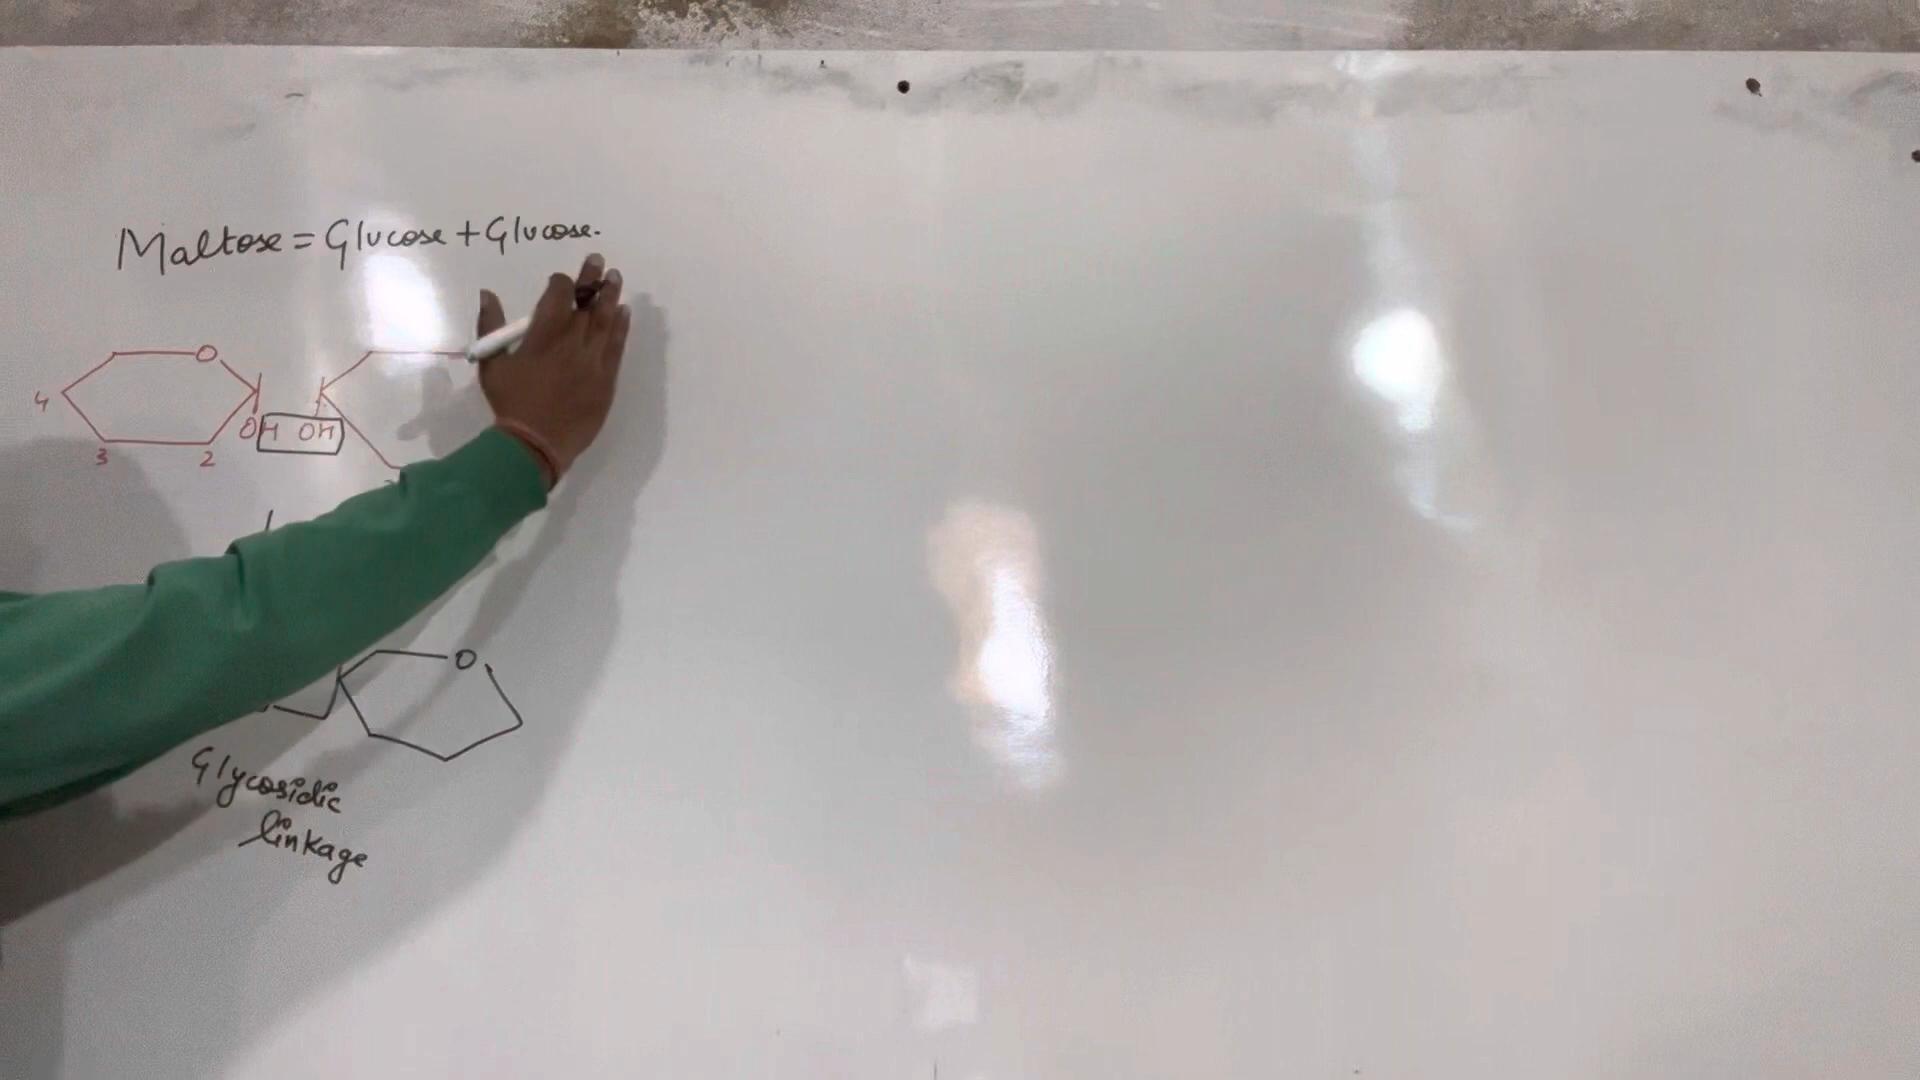 Maltose = Glucose + Glucose.
O
4 OH OH
3 2
O
Glycosidic
linkage